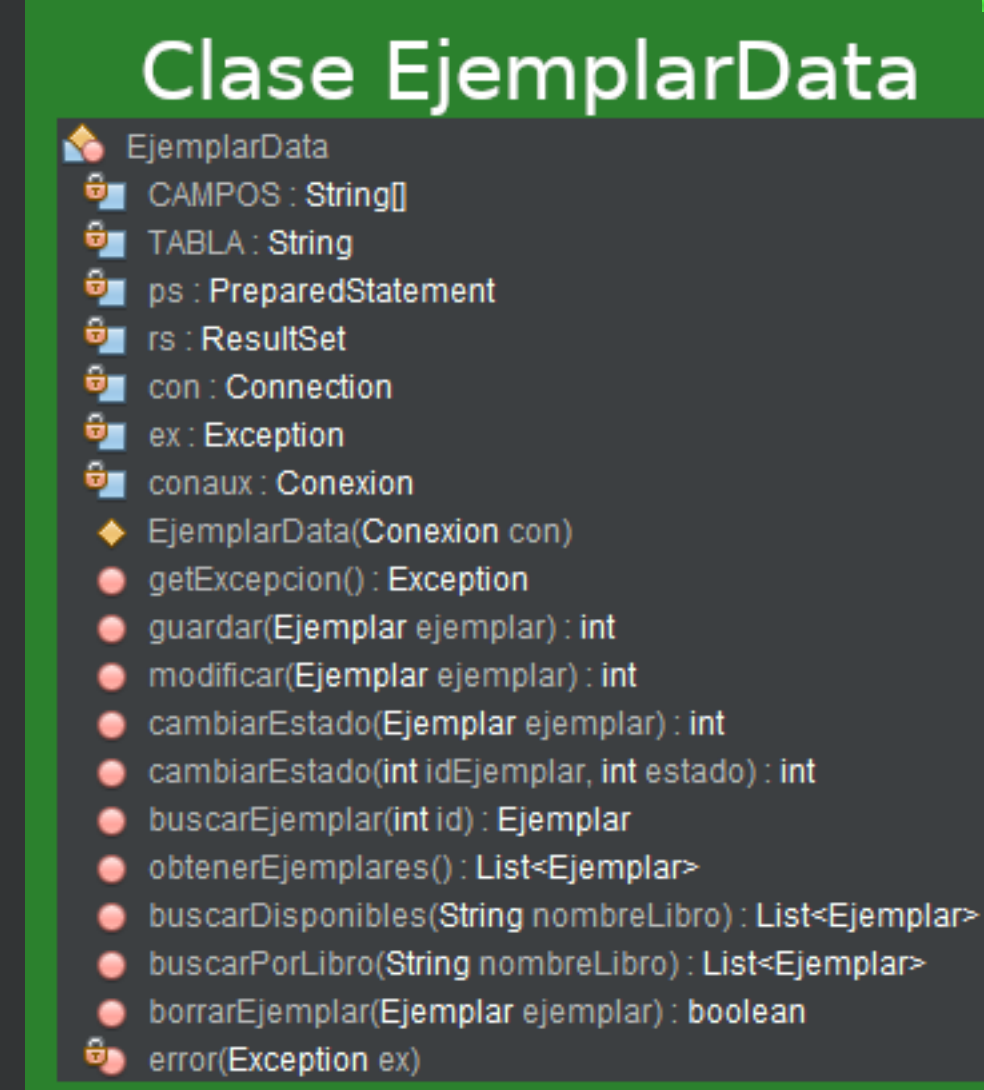 Clase EjemplarData
EjemplarData
CAMPOS : String[]
TABLA : String
ps : PreparedStatement
rs : ResultSet
con : Connection
ex : Exception
conaux : Conexion
EjemplarData(Conexion con)
getExcepcion() : Exception
guardar(Ejemplar ejemplar) : int
modificar(Ejemplar ejemplar) : int
cambiarEstado(Ejemplar ejemplar) : int
cambiarEstado(int idEjemplar, int estado) : int
buscarEjemplar(int id) : Ejemplar
obtenerEjemplares() : List<Ejemplar>
buscarDisponibles(String nombreLibro) : List<Ejemplar>
buscarPorLibro(String nombreLibro) : List<Ejemplar>
borrarEjemplar(Ejemplar ejemplar) : boolean
error(Exception ex)